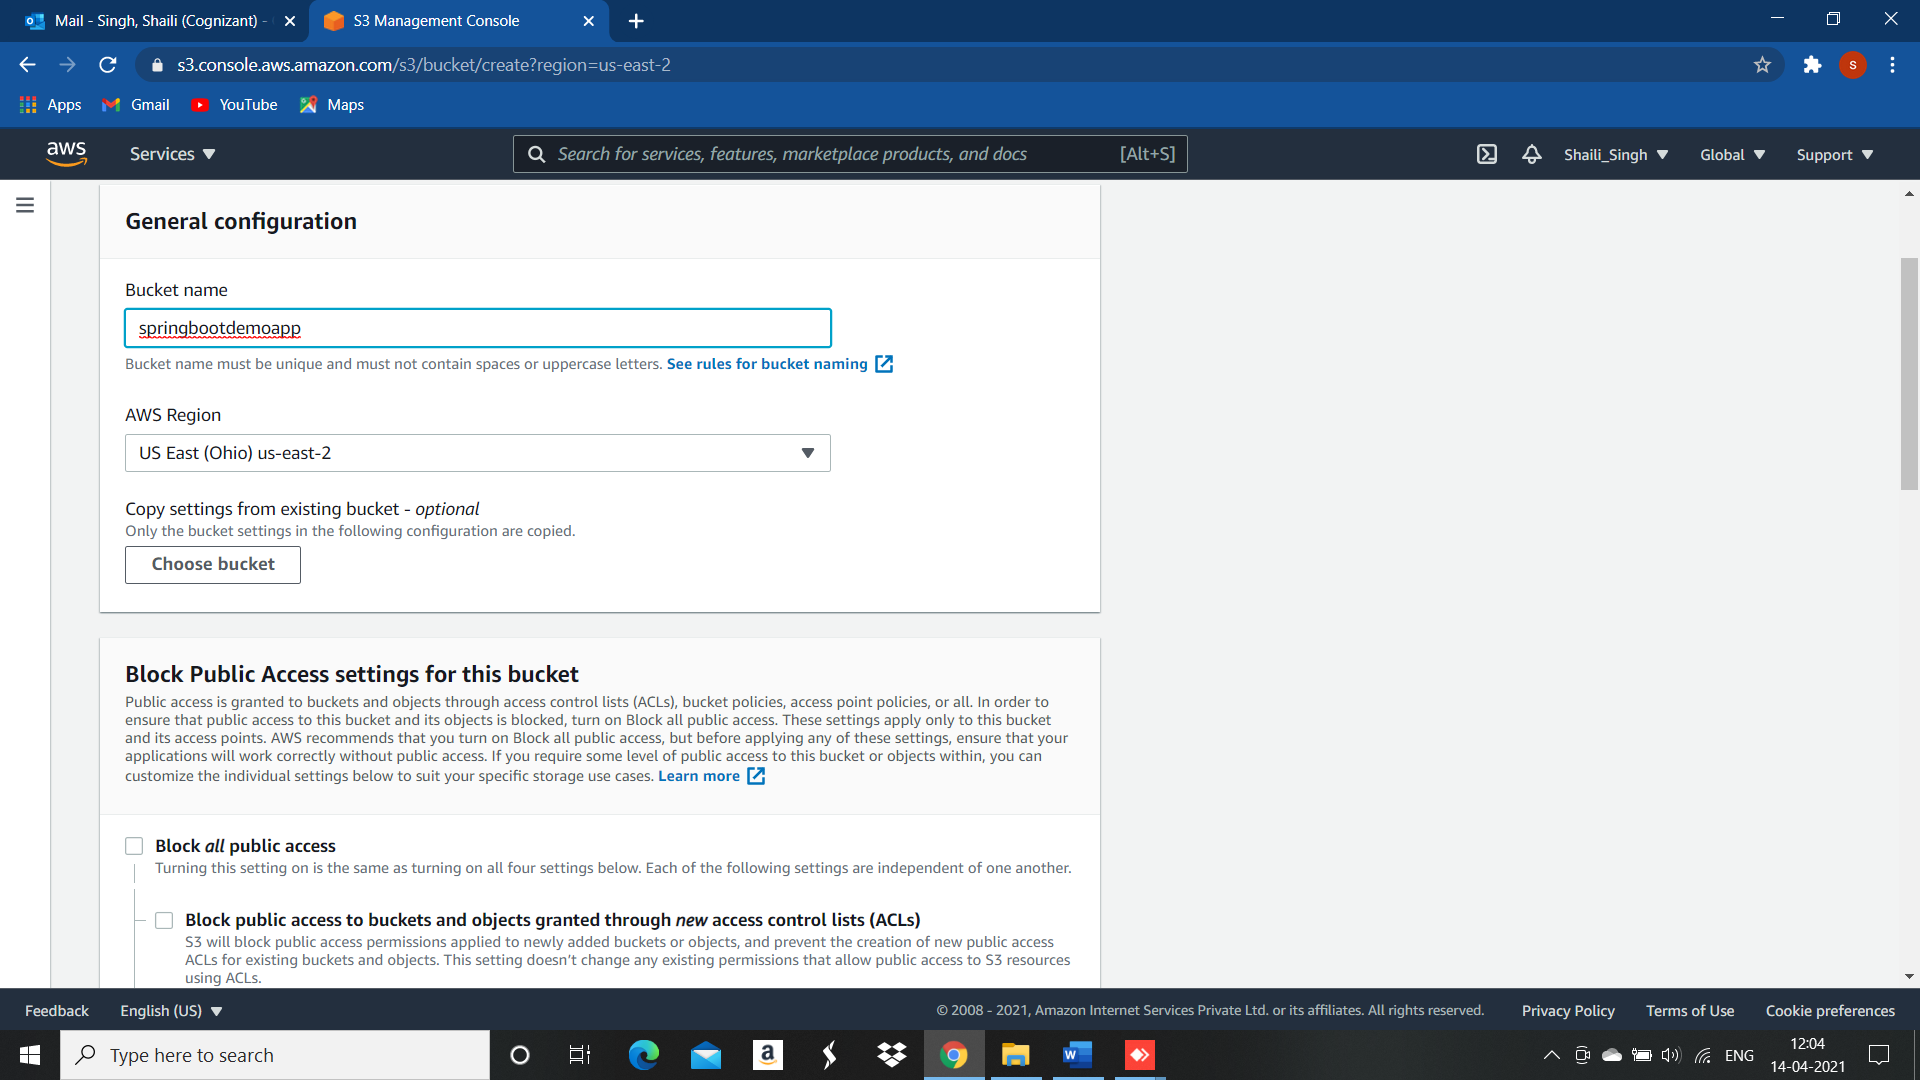 Mail - Singh, Shaili (Cognizant) -
S3 Management Console
s3.console.aws.amazon.com/s3/bucket/create?region=us-east-2
S
Apps
Gmail
YouTube
Maps
aws
Services
Search for services, features, marketplace products, and docs
[Alt+S]
Shaili_Singh
Global
Support
General configuration
Bucket name
springbootdemoapp
Bucket name must be unique and must not contain spaces or uppercase letters. See rules for bucket naming
AWS Region
US East (Ohio) us-east-2
Copy settings from existing bucket - optional
Only the bucket settings in the following configuration are copied.
Choose bucket
Block Public Access settings for this bucket
Public access is granted to buckets and objects through access control lists (ACLs), bucket policies, access point policies, or all. In order to
ensure that public access to this bucket and its objects is blocked, turn on Block all public access. These settings apply only to this bucket
and its access points. AWS recommends that you turn on Block all public access, but before applying any of these settings, ensure that your
applications will work correctly without public access. If you require some level of public access to this bucket or objects within, you can
customize the individual settings below to suit your specific storage use cases. Learn more
Block all public access
Turning this setting on is the same as turning on all four settings below. Each of the following settings are independent of one another.
Block public access to buckets and objects granted through new access control lists (ACLs)
S3 will block public access permissions applied to newly added buckets or objects, and prevent the creation of new public access
ACLs for existing buckets and objects. This setting doesn't change any existing permissions that allow public access to S3 resources
using ACLs.
Feedback
English (US)
© 2008 - 2021, Amazon Internet Services Private Ltd. or its affiliates. All rights reserved.
Privacy Policy
Terms of Use
Cookie preferences
Type here to search
ENG
12:04
14-04-2021